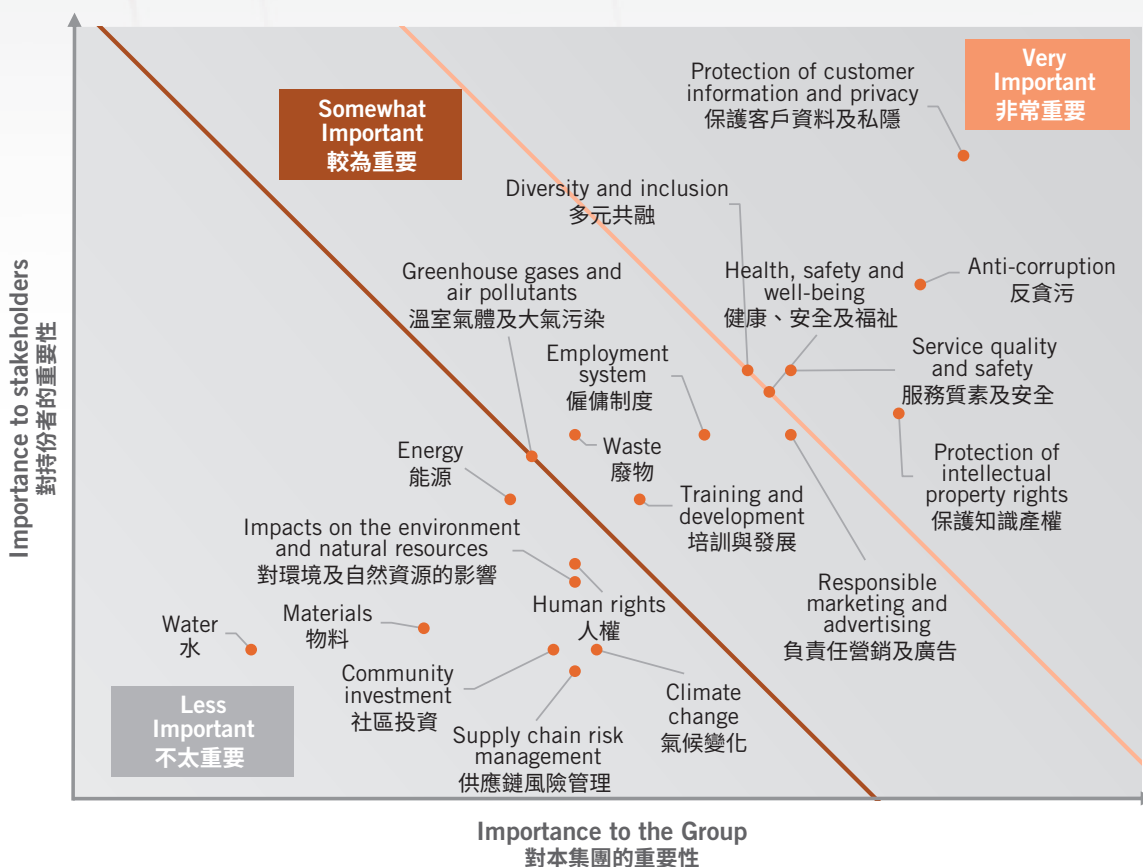 Very
Important
非常重要
Protection of customer
information and privacy
保護客戶資料及私隱
Somewhat
Important
較為重要
Diversity and inclusion
多元共融
Anti-corruption
反貪污
Greenhouse gases and
air pollutants
溫室氣體及大氣污染
Health, safety and
well-being
健康、安全及福祉
Employment
system
僱傭制度
Service quality
and safety
服務質素及安全
Energy
能源
Waste
廢物
Protection of
intellectual
property rights
保護知識產權
Training and
development
培訓與發展
Impacts on the environment
and natural resources
對環境及自然資源的影響
Human rights
人權
Responsible
marketing and
advertising
負責任營銷及廣告
Water
水
Materials
物料
Community
investment
社區投資
Climate
change
氣候變化
Supply chain risk
management
供應鏈風險管理
Less
Important
不太重要
Importance to stakeholders
對持份者的重要性
Importance to the Group
對本集團的重要性